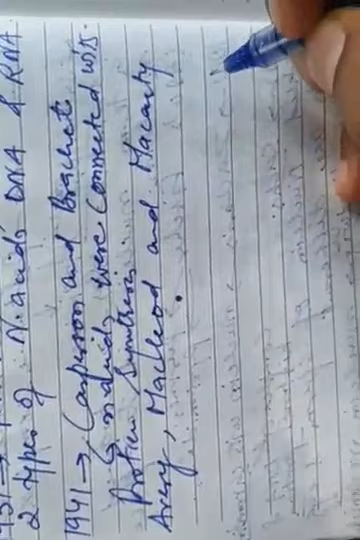 2 types of N.acids DNA & RNA
1941 → Caspersson and Brachet
N.acids were connected with
Protein Synthesis.
Avery, Macleod and Macarty